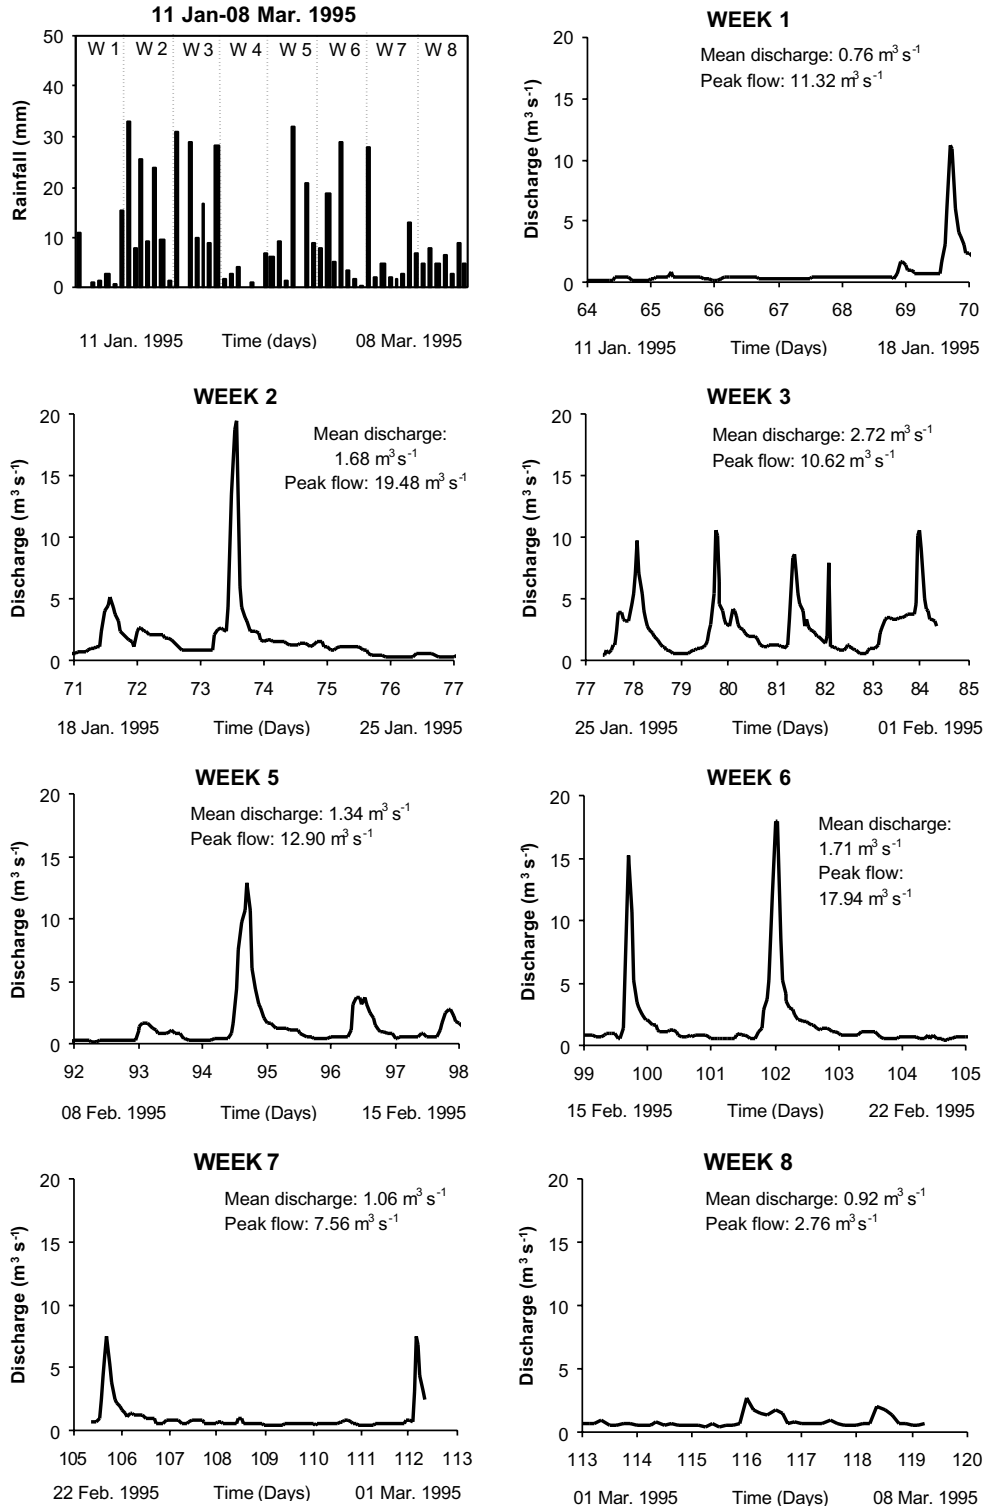 11 Jan-08 Mar. 1995
50
40
30
20
10
0
Rainfall (mm)
W 1 W 2 W 3 W 4 W 5 W 6 W 7 W 8
11 Jan. 1995 Time (days) 08 Mar. 1995
WEEK 1
Mean discharge: 0.76 m³ s⁻¹
Peak flow: 11.32 m³ s⁻¹
20
15
10
5
0
Discharge (m³ s⁻¹)
64 65 66 67 68 69 70
11 Jan. 1995 Time (Days) 18 Jan. 1995
WEEK 2
Mean discharge:
1.68 m³ s⁻¹
Peak flow: 19.48 m³ s⁻¹
20
15
10
5
0
Discharge (m³ s⁻¹)
71 72 73 74 75 76 77
18 Jan. 1995 Time (Days) 25 Jan. 1995
WEEK 3
Mean discharge: 2.72 m³ s⁻¹
Peak flow: 10.62 m³ s⁻¹
20
15
10
5
0
Discharge (m³ s⁻¹)
77 78 79 80 81 82 83 84 85
25 Jan. 1995 Time (Days) 01 Feb. 1995
WEEK 5
Mean discharge: 1.34 m³ s⁻¹
Peak flow: 12.90 m³ s⁻¹
20
15
10
5
0
Discharge (m³ s⁻¹)
92 93 94 95 96 97 98
08 Feb. 1995 Time (Days) 15 Feb. 1995
WEEK 6
Mean discharge:
1.71 m³ s⁻¹
Peak flow:
17.94 m³ s⁻¹
20
15
10
5
0
Discharge (m³ s⁻¹)
99 100 101 102 103 104 105
15 Feb. 1995 Time (Days) 22 Feb. 1995
WEEK 7
Mean discharge: 1.06 m³ s⁻¹
Peak flow: 7.56 m³ s⁻¹
20
15
10
5
0
Discharge (m³ s⁻¹)
105 106 107 108 109 110 111 112 113
22 Feb. 1995 Time (Days) 01 Mar. 1995
WEEK 8
Mean discharge: 0.92 m³ s⁻¹
Peak flow: 2.76 m³ s⁻¹
20
15
10
5
0
Discharge (m³ s⁻¹)
113 114 115 116 117 118 119 120
01 Mar. 1995 Time (Days) 08 Mar. 1995